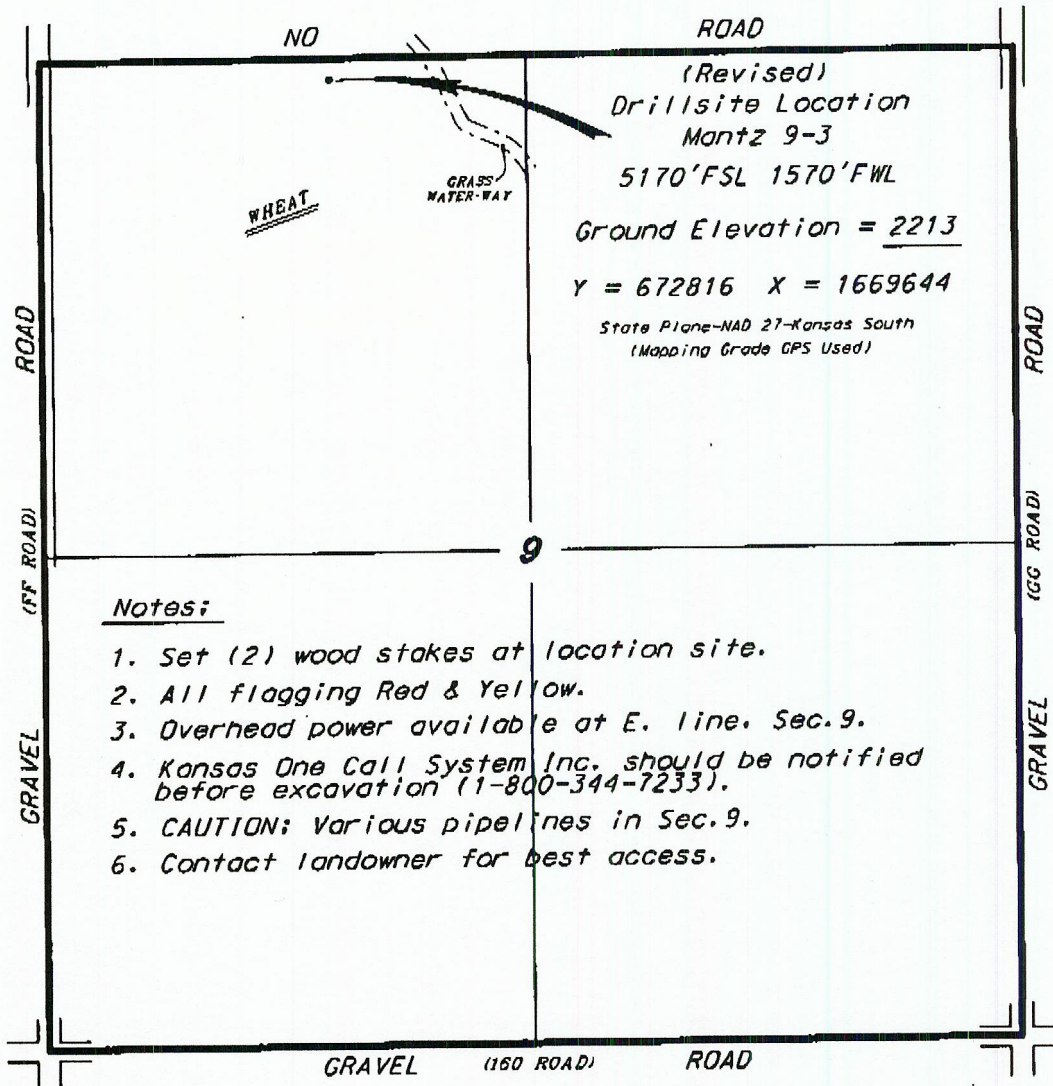 NO ROAD
(Revised)
Drillsite Location
Mantz 9-3
5170'FSL 1570'FWL
Ground Elevation = 2213
Y = 672816 X = 1669644
State Plane-NAD 27-Kansas South
(Mapping Grade GPS Used)
GRASS
WATER-WAY
WHEAT
GRAVEL (FF ROAD) ROAD
GRAVEL (GG ROAD) ROAD
9
Notes:
1. Set (2) wood stakes at location site.
2. All flagging Red & Yellow.
3. Overhead power available at E. line. Sec. 9.
4. Kansas One Call System Inc. should be notified
before excavation (1-800-344-7233).
5. CAUTION: Various pipelines in Sec. 9.
6. Contact landowner for best access.
GRAVEL (160 ROAD) ROAD